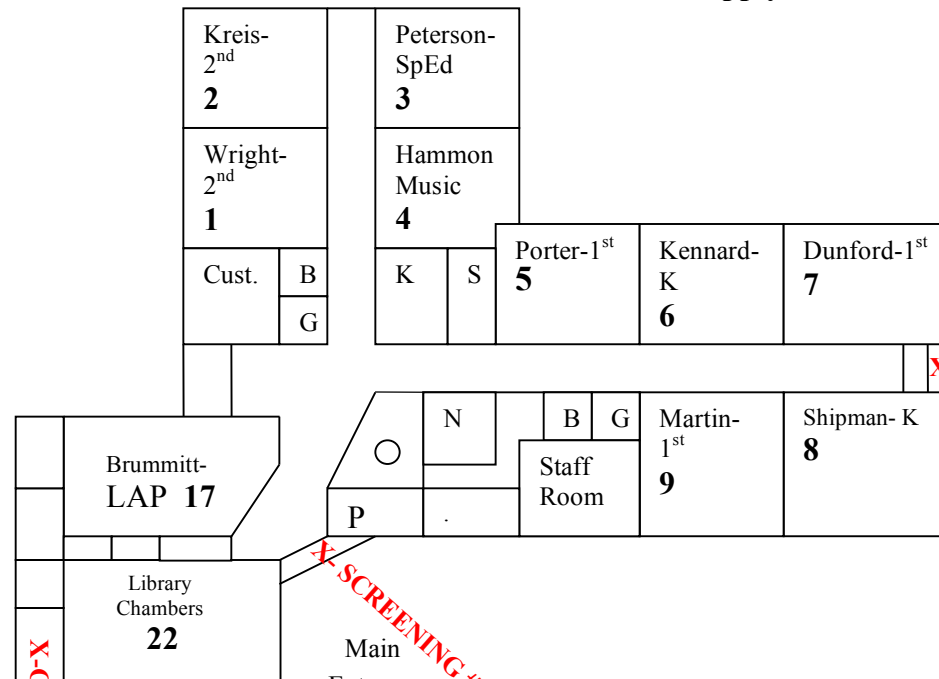 Kreis-
2nd
2
Peterson-
SpEd
3
Wright-
2nd
1
Hammon
Music
4
Cust.
B
G
K
S
Porter-1st
5
Kennard-
K
6
Dunford-1st
7
X
N
B
G
Staff
Room
Martin-
1st
9
Shipman- K
8
Brummitt-
LAP 17
P
.
X- SCREENING
Library
Chambers
22
Main